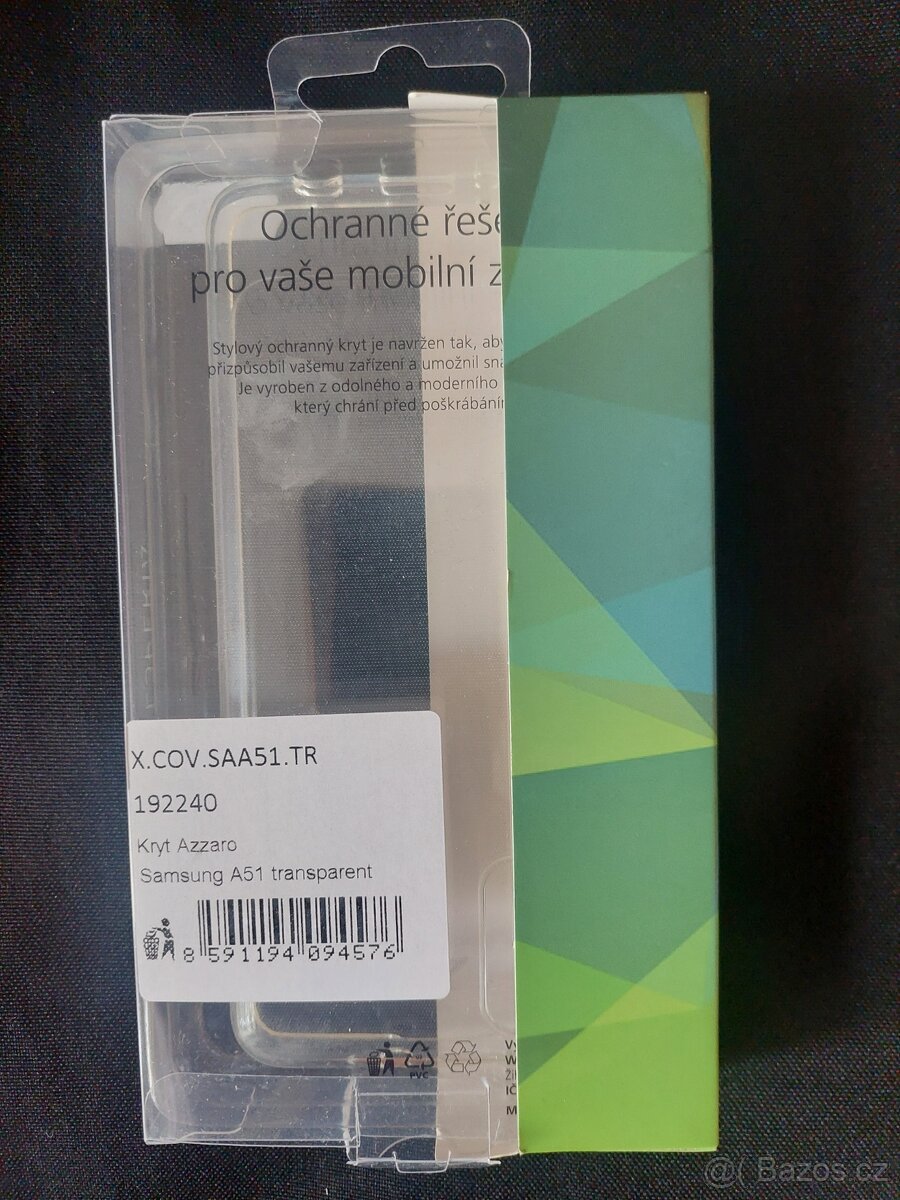 Ochranné řeše
pro vaše mobilní z
Stylový ochranný kryt je navržen tak, aby
přizpůsobil vašemu zařízení a umožnil sna
Je vyroben z odolného a moderního
který chrání před poškrábáním
X.COV.SAA51.TR
192240
Kryt Azzaro
Samsung A51 transparent
8 591194 094576
PVC
IČ
M
@( Bazos.cz